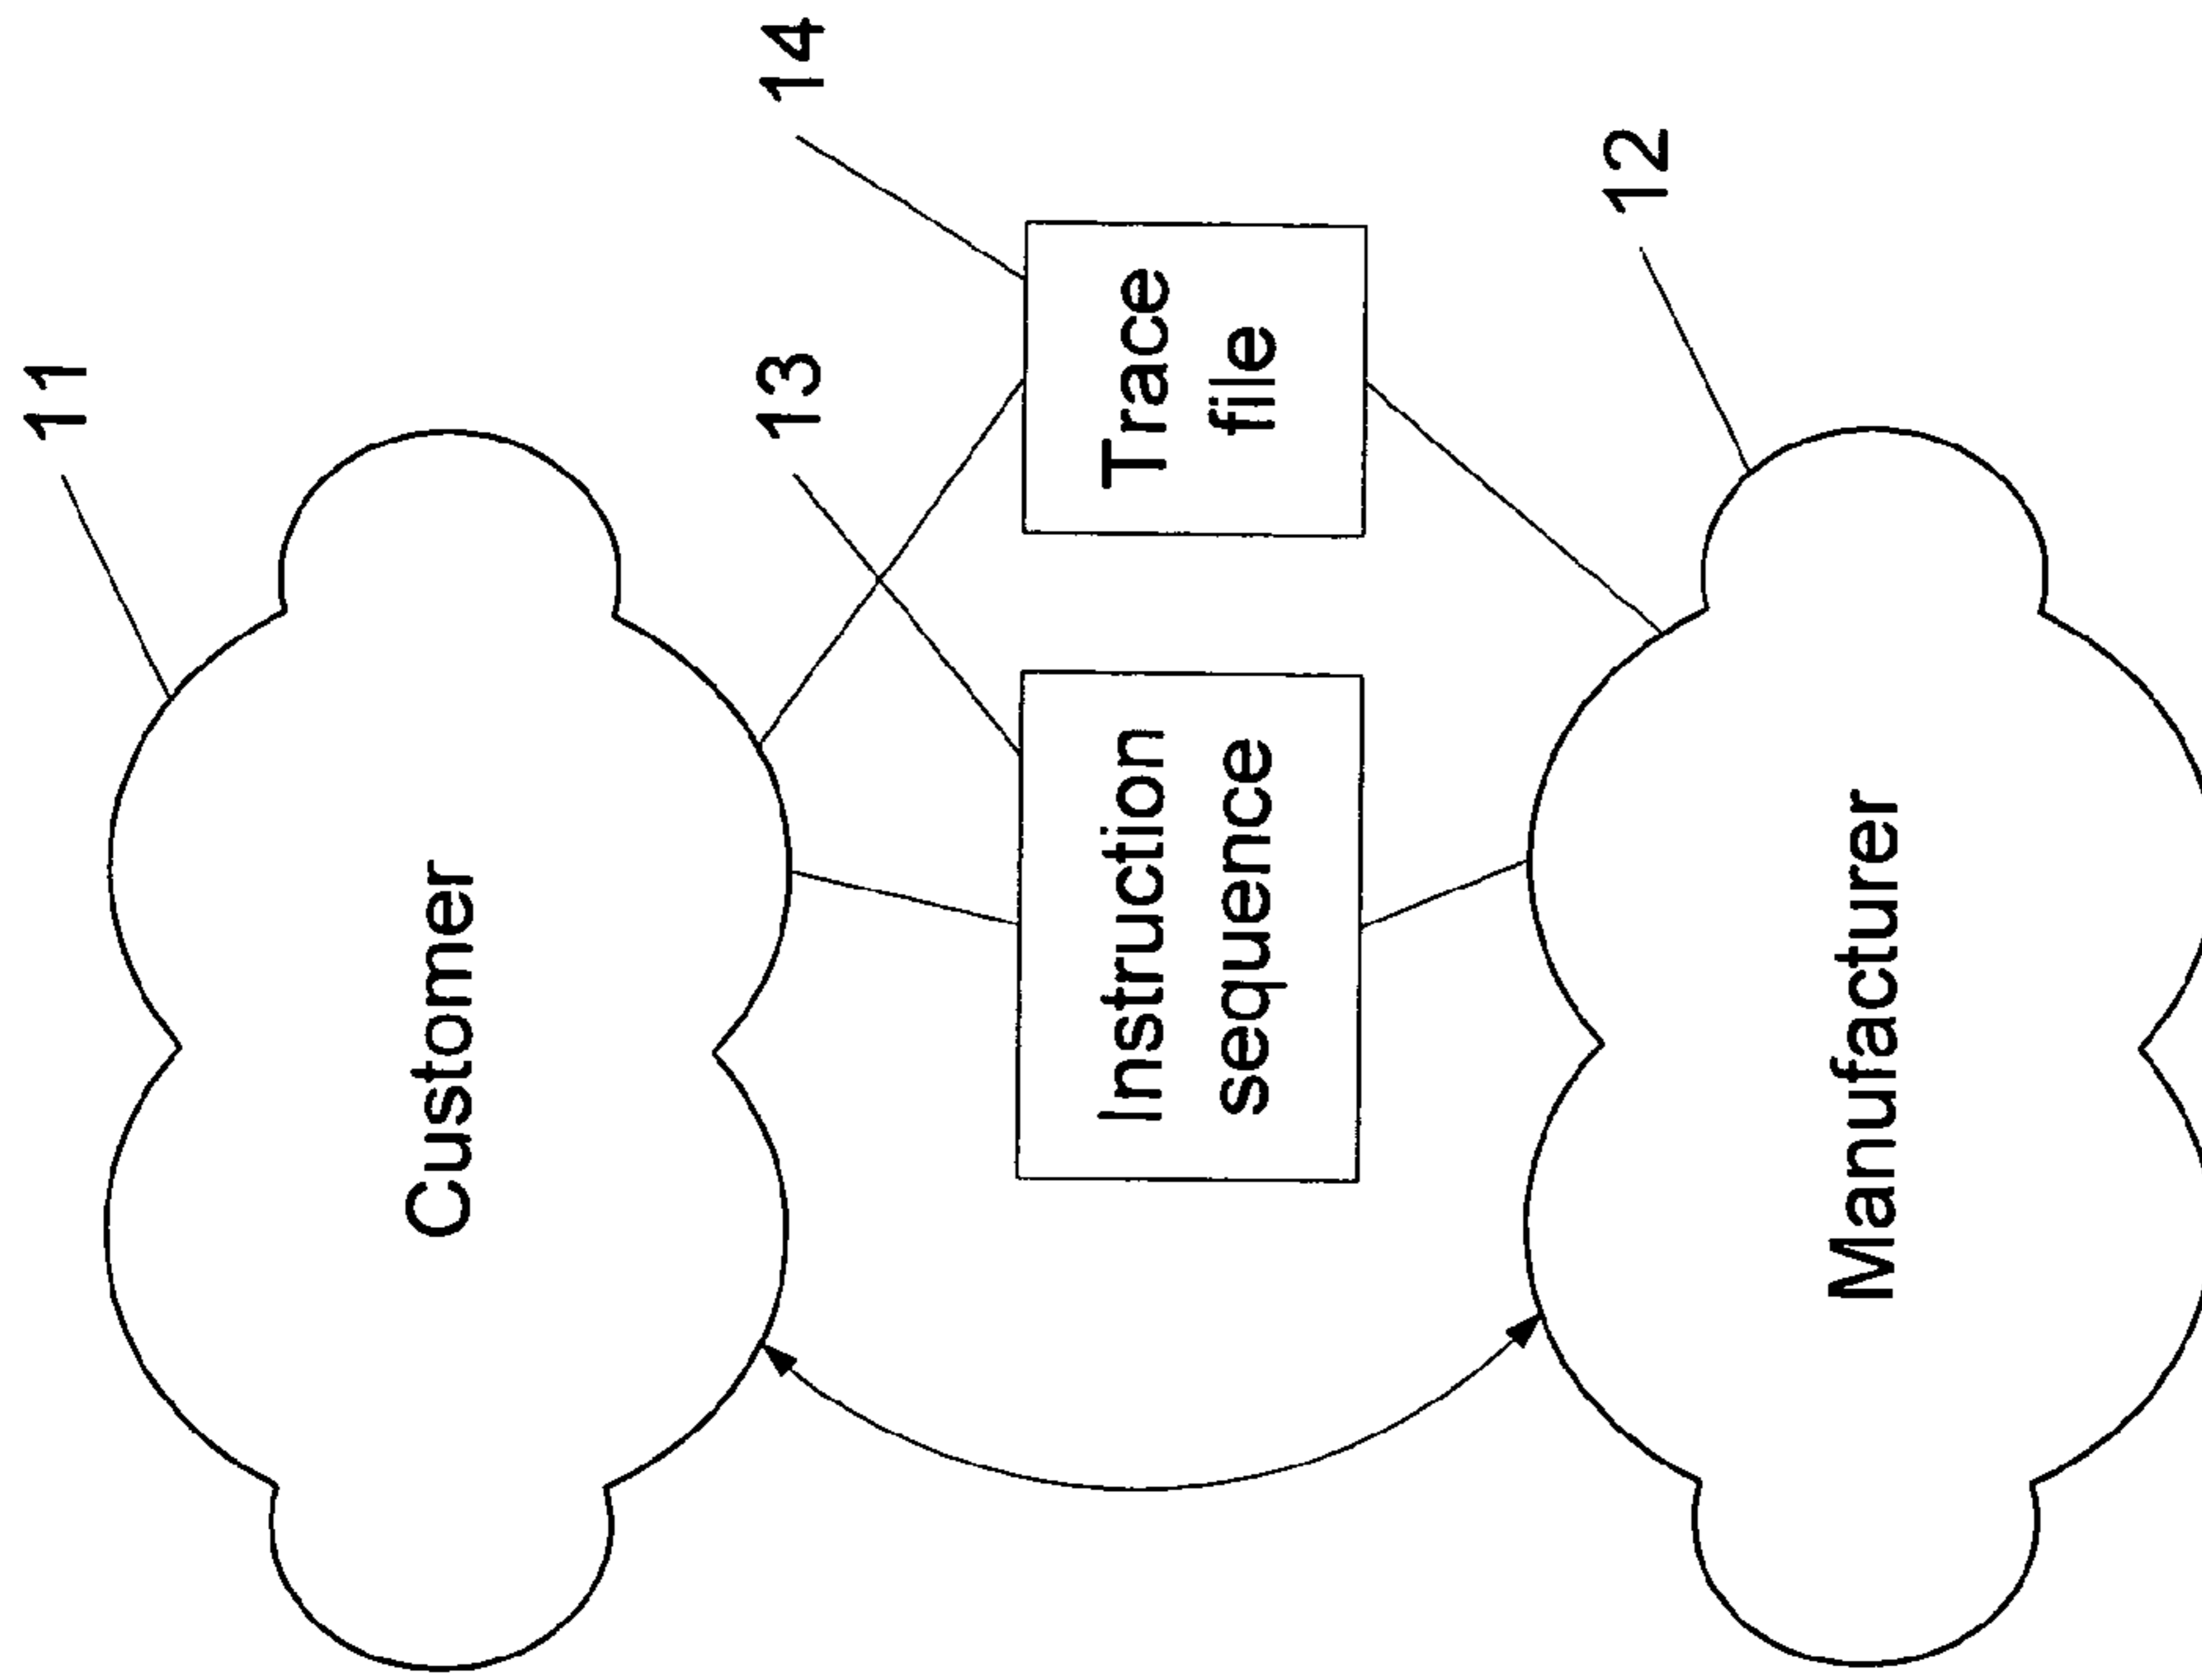 11
Customer
14
13
Instruction
sequence
Trace
file
12
Manufacturer